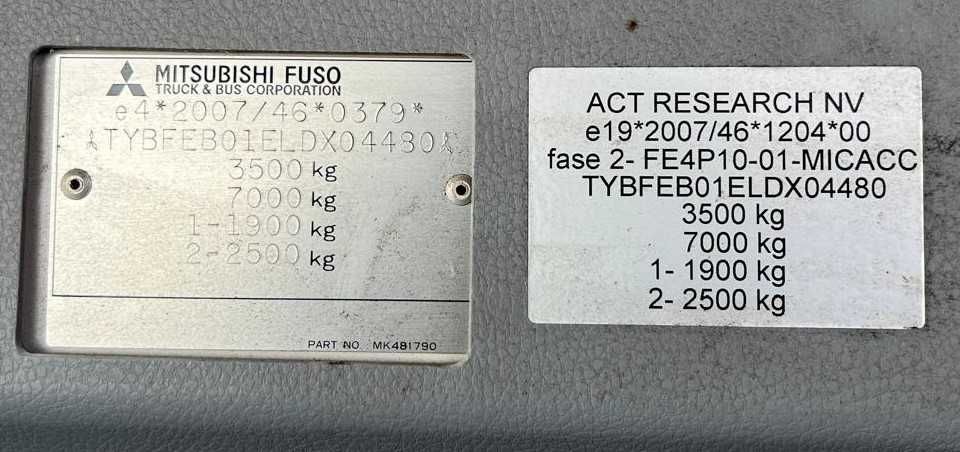 MITSUBISHI FUSO
TRUCK & BUS CORPORATION
e4*2007/46*0379*
TYBFEB01ELDX04480
3500 kg
7000 kg
1-1900 kg
2-2500 kg
PART NO. MK481790
ACT RESEARCH NV
e19*2007/46*1204*00
fase 2- FE4P10-01-MICACC
TYBFEB01ELDX04480
3500 kg
7000 kg
1- 1900 kg
2- 2500 kg